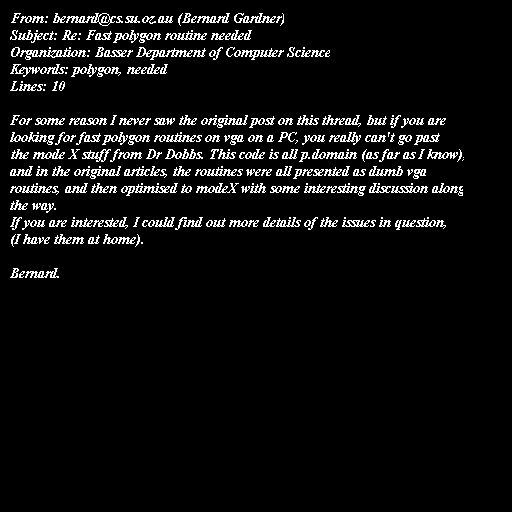 From: bernard@cs.su.oz.au (Bernard Gardner)
Subject: Re: Fast polygon routine needed
Organization: Basser Department of Computer Science
Keywords: polygon, needed
Lines: 10

For some reason I never saw the original post on this thread, but if you are
looking for fast polygon routines on vga on a PC, you really can't go past
the mode X stuff from Dr Dobbs. This code is all p.domain (as far as I know),
and in the original articles, the routines were all presented as dumb vga
routines, and then optimised to modeX with some interesting discussion along
the way.
If you are interested, I could find out more details of the issues in question,
(I have them at home).

Bernard.